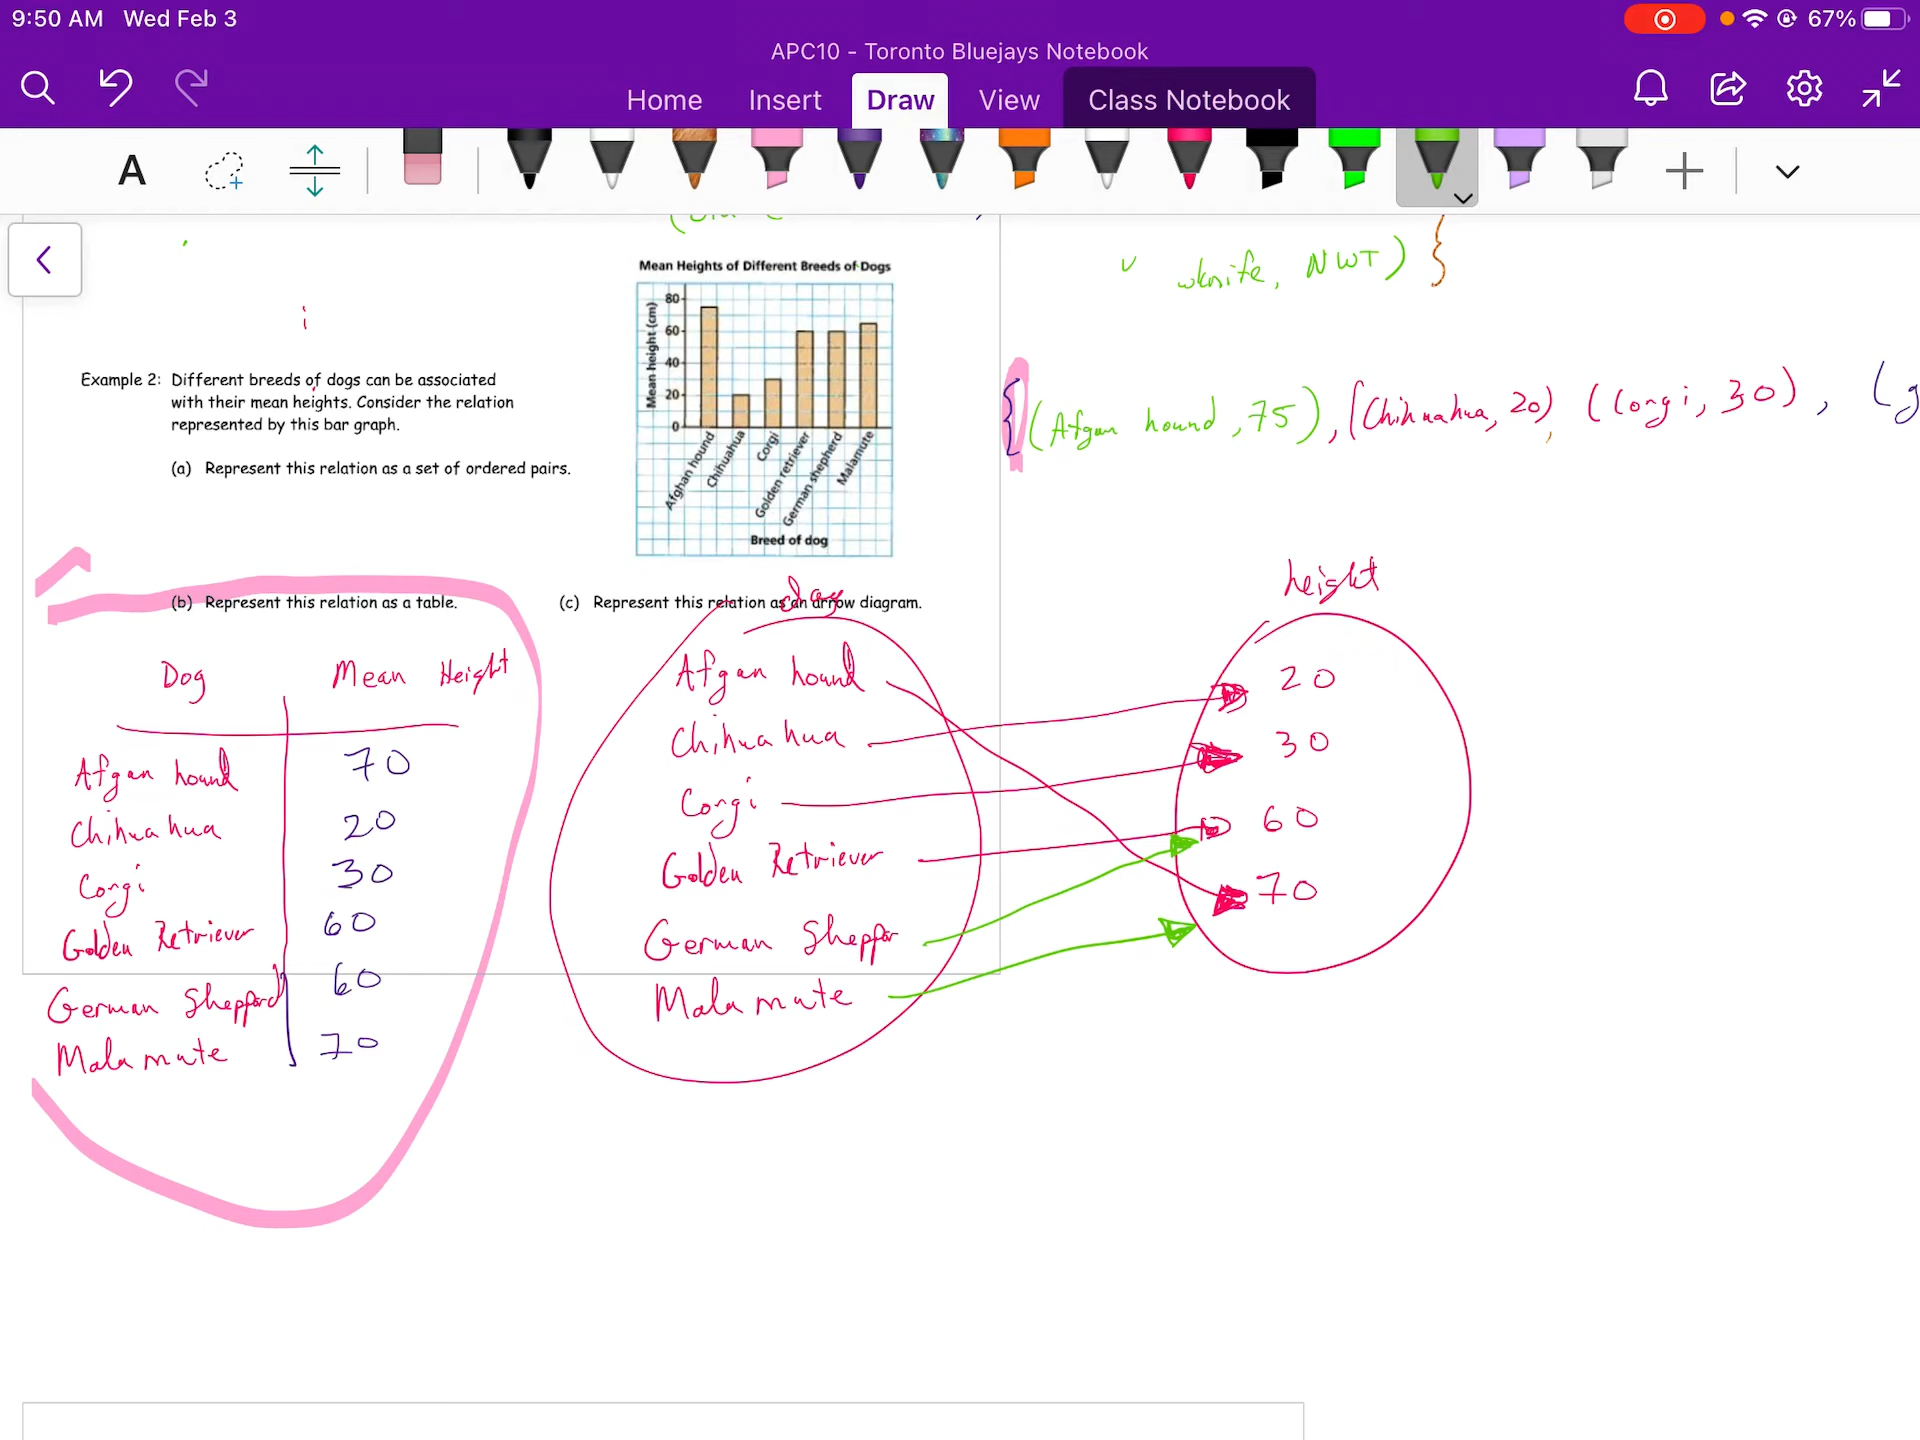 9:50 AM Wed Feb 3
67%
APC10 - Toronto Bluejays Notebook
Home Insert Draw View Class Notebook
A
wknife, NWT) }
Mean Heights of Different Breeds of Dogs
Mean height (cm)
80
60
40
20
0
Afghan hound
Chihuahua
Corgi
Golden retriever
German shepherd
Malamute
Breed of dog
i
Example 2: Different breeds of dogs can be associated
with their mean heights. Consider the relation
represented by this bar graph.
(a) Represent this relation as a set of ordered pairs.
{(Afgan hound, 75), (Chihuahua, 20) (Corgi, 30), (g
(b) Represent this relation as a table.
(c) Represent this relation as an arrow diagram.
Dog Mean Height
Afgan hound 70
Chihuahua 20
Corgi 30
Golden Retriever 60
German Sheppard 60
Malamute 70
height
Afgan hound
Chihuahua
Corgi
Golden Retriever
German Sheppar
Malamute
20
30
60
70